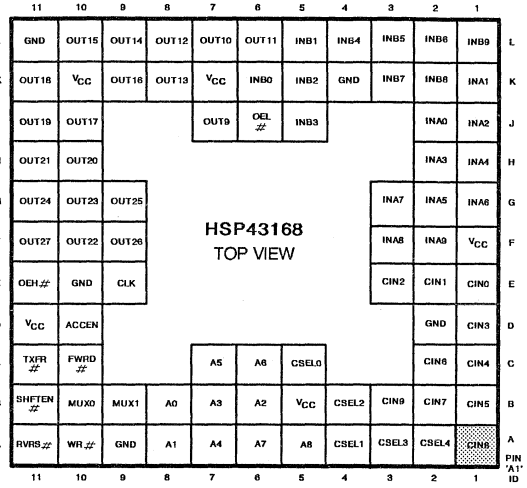 11 10 9 8 7 6 5 4 3 2 1
GND OUT15 OUT14 OUT12 OUT10 OUT11 INB1 INB4 INB5 INB6 INB9 L
OUT18 VCC OUT16 OUT13 VCC INB0 INB2 GND INB7 INB8 INA1 K
OUT19 OUT17 OUT9 OEL# INB3 INA0 INA2 J
OUT21 OUT20 INA3 INA4 H
OUT24 OUT23 OUT25 INA7 INA5 INA6 G
HSP43168
OUT27 OUT22 OUT26 INA8 INA9 VCC F
TOP VIEW
OEH# GND CLK CIN2 CIN1 CIN0 E
VCC ACCEN GND CIN3 D
TXFR# FWRD# A5 A6 CSEL0 CIN6 CIN4 C
SHFTEN# MUX0 MUX1 A0 A3 A2 VCC CSEL2 CIN9 CIN7 CIN5 B
RVRS# WR# GND A1 A4 A7 A8 CSEL1 CSEL3 CSEL4 CIN8 A
PIN
'A1'
11 10 9 8 7 6 5 4 3 2 1 ID